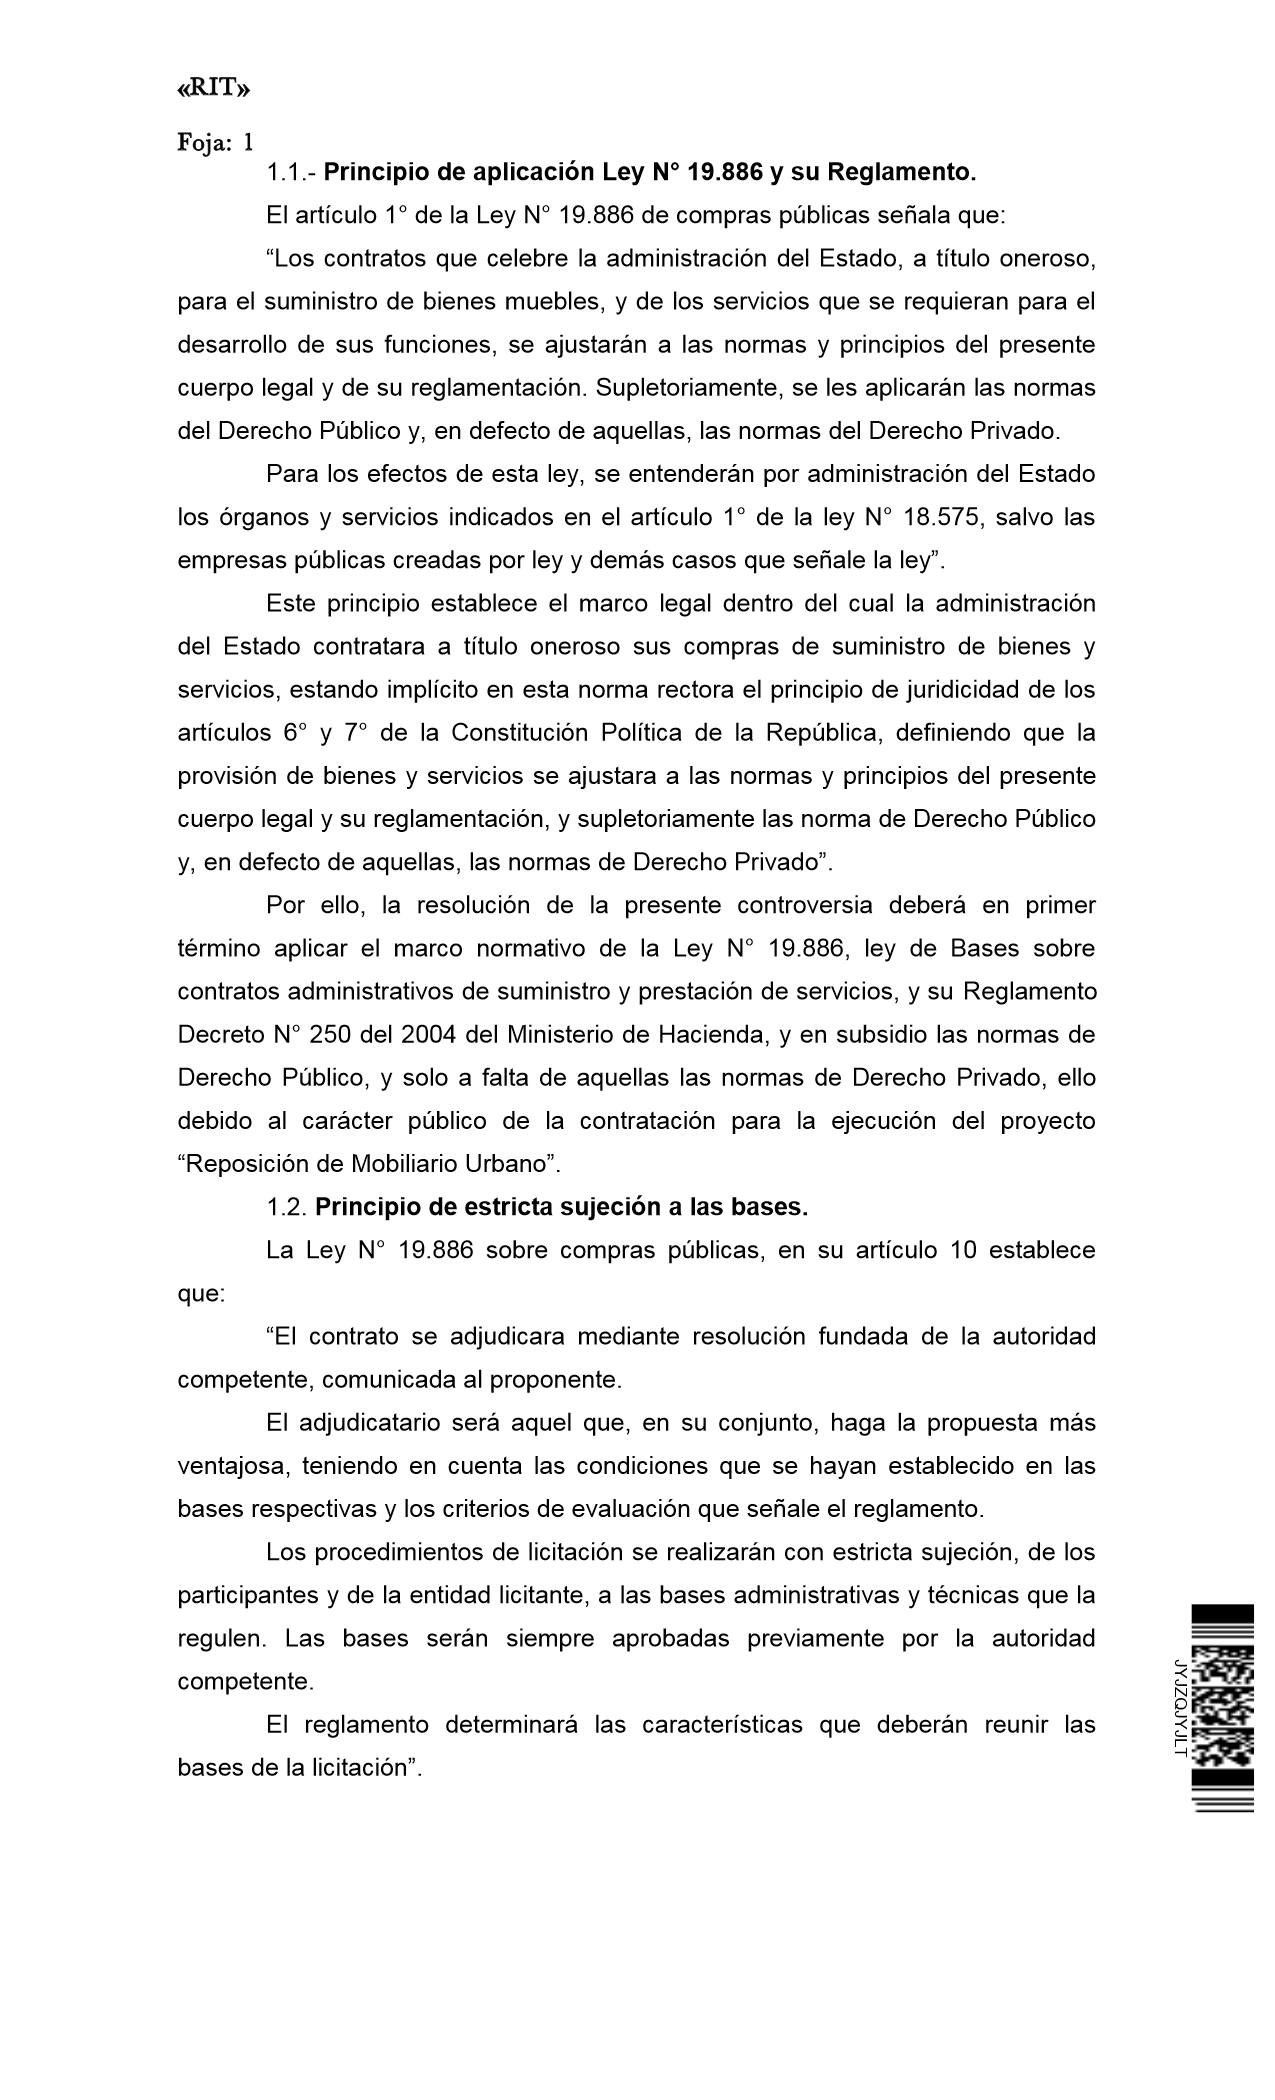 «RIT»
Foja: 1
1.1.- Principio de aplicación Ley N° 19.886 y su Reglamento.
El artículo 1° de la Ley N° 19.886 de compras públicas señala que:
“Los contratos que celebre la administración del Estado, a título oneroso,
para el suministro de bienes muebles, y de los servicios que se requieran para el
desarrollo de sus funciones, se ajustarán a las normas y principios del presente
cuerpo legal y de su reglamentación. Supletoriamente, se les aplicarán las normas
del Derecho Público y, en defecto de aquellas, las normas del Derecho Privado.
Para los efectos de esta ley, se entenderán por administración del Estado
los órganos y servicios indicados en el artículo 1° de la ley N° 18.575, salvo las
empresas públicas creadas por ley y demás casos que señale la ley”.
Este principio establece el marco legal dentro del cual la administración
del Estado contratara a título oneroso sus compras de suministro de bienes y
servicios, estando implícito en esta norma rectora el principio de juridicidad de los
artículos 6° y 7° de la Constitución Política de la República, definiendo que la
provisión de bienes y servicios se ajustara a las normas y principios del presente
cuerpo legal y su reglamentación, y supletoriamente las norma de Derecho Público
y, en defecto de aquellas, las normas de Derecho Privado”.
Por ello, la resolución de la presente controversia deberá en primer
término aplicar el marco normativo de la Ley N° 19.886, ley de Bases sobre
contratos administrativos de suministro y prestación de servicios, y su Reglamento
Decreto N° 250 del 2004 del Ministerio de Hacienda, y en subsidio las normas de
Derecho Público, y solo a falta de aquellas las normas de Derecho Privado, ello
debido al carácter público de la contratación para la ejecución del proyecto
“Reposición de Mobiliario Urbano”.
1.2. Principio de estricta sujeción a las bases.
La Ley N° 19.886 sobre compras públicas, en su artículo 10 establece
que:
“El contrato se adjudicara mediante resolución fundada de la autoridad
competente, comunicada al proponente.
El adjudicatario será aquel que, en su conjunto, haga la propuesta más
ventajosa, teniendo en cuenta las condiciones que se hayan establecido en las
bases respectivas y los criterios de evaluación que señale el reglamento.
Los procedimientos de licitación se realizarán con estricta sujeción, de los
participantes y de la entidad licitante, a las bases administrativas y técnicas que la
regulen. Las bases serán siempre aprobadas previamente por la autoridad
competente.
El reglamento determinará las características que deberán reunir las
bases de la licitación”.
JYJZQJYJLT